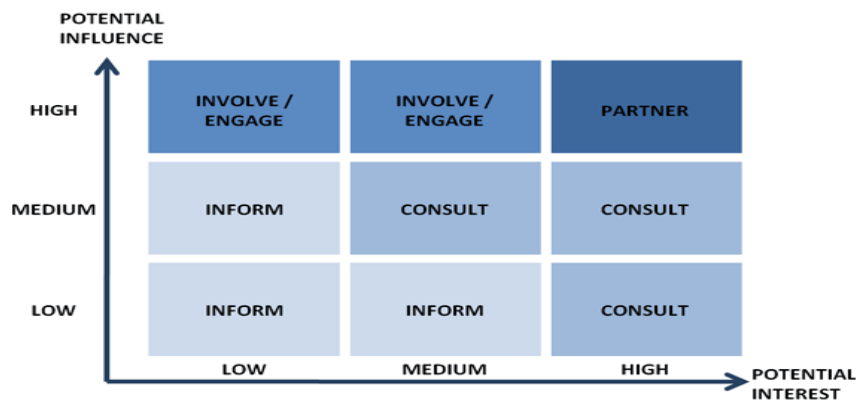 POTENTIAL
INFLUENCE
HIGH
INVOLVE /
ENGAGE
INVOLVE /
ENGAGE
PARTNER
MEDIUM
INFORM
CONSULT
CONSULT
LOW
INFORM
INFORM
CONSULT
LOW
MEDIUM
HIGH
POTENTIAL
INTEREST